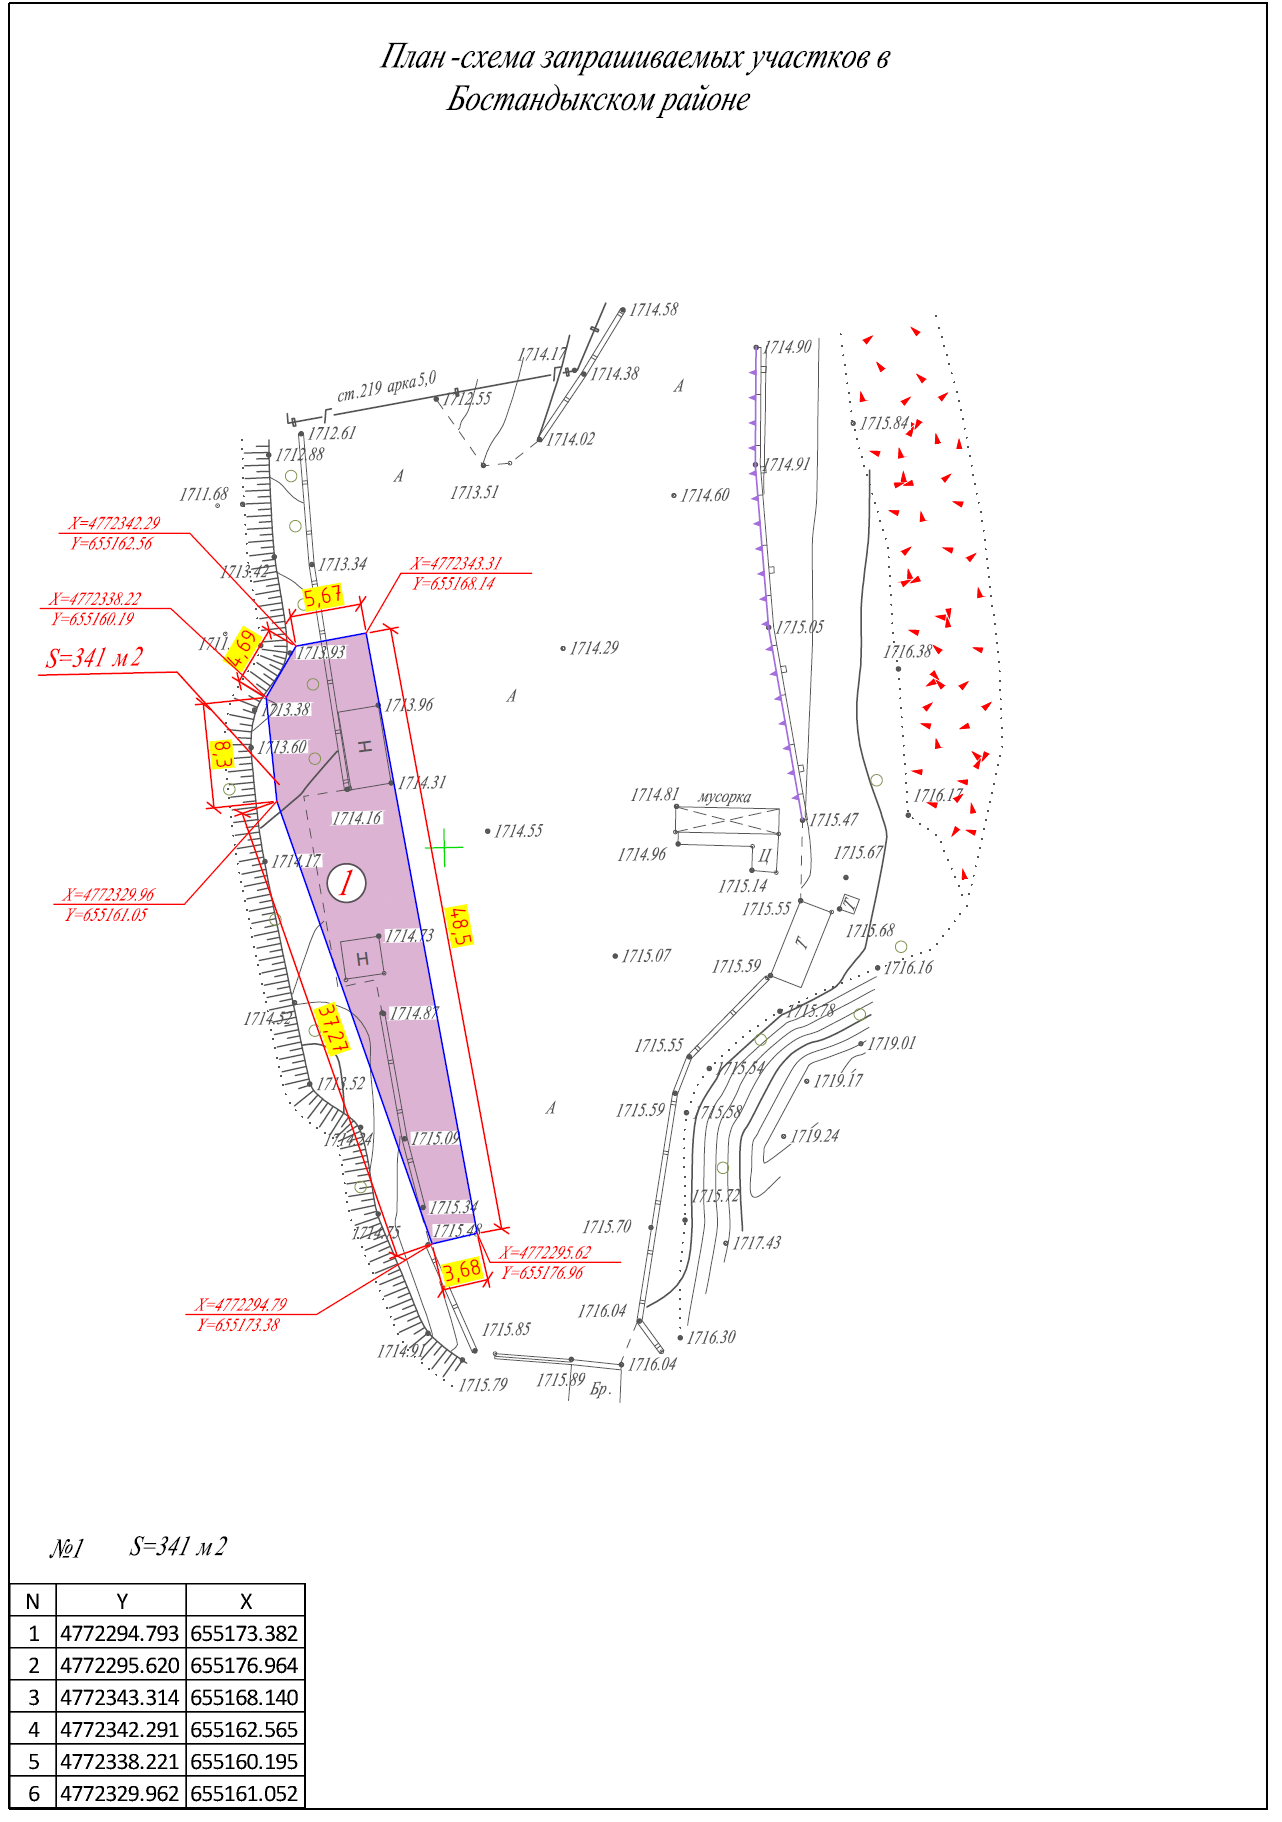 План -схема запрашиваемых участков в
Бостандыкском районе
1714.58
1714.17
1714.90
1714.38
А
ст.219 арка5,0
1712.55
1715.84
1712.61
1714.02
1712.88
1714.91
А
1711.68
1713.51
1714.60
X=4772342.29
Y=655162.56
1713.34
X=4772343.31
Y=655168.14
1713.42
5,67
X=4772338.22
Y=655160.19
1715.05
1711.
4,69
1713.93
1714.29
1716.38
S=341 м2
А
1713.38
1713.96
1713.60
8,3
Н
1714.31
1714.81
мусорка
1716.17
1714.16
1714.55
1715.47
1714.96
Ц
1715.67
1714.17
1
1715.14
X=4772329.96
Y=655161.05
1715.55
Т
48,5
1715.68
1714.73
Т
Н
1715.07
1715.59
1716.16
1714.52
1714.87
1715.78
37,27
1715.55
1719.01
1715.54
1713.52
1719.17
А
1715.59
1715.58
1714.24
1715.09
1719.24
1715.72
1715.34
1714.75
1715.48
1715.70
1717.43
X=4772295.62
Y=655176.96
3,68
X=4772294.79
Y=655173.38
1716.04
1715.85
1716.30
1714.91
1716.04
1715.79
1715.89
Бр.
№1 S=341 м2
N Y X
1 4772294.793 655173.382
2 4772295.620 655176.964
3 4772343.314 655168.140
4 4772342.291 655162.565
5 4772338.221 655160.195
6 4772329.962 655161.052